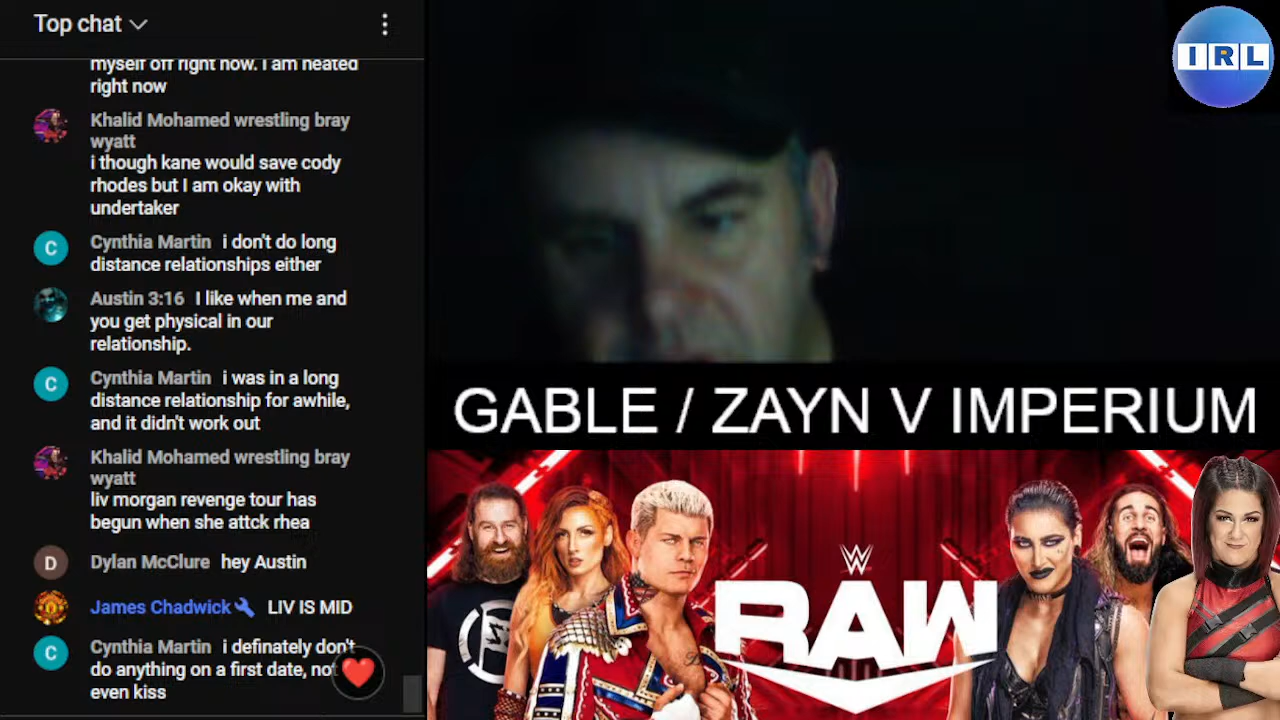 Top chat
myself off right now. I am heated
right now
Khalid Mohamed wrestling bray
wyatt
i though kane would save cody
rhodes but I am okay with
undertaker
C
Cynthia Martin i don't do long
distance relationships either
Austin 3:16 I like when me and
you get physical in our
relationship.
C
Cynthia Martin i was in a long
distance relationship for awhile,
and it didn't work out
Khalid Mohamed wrestling bray
wyatt
liv morgan revenge tour has
begun when she attck rhea
D
Dylan McClure hey Austin
James Chadwick LIV IS MID
C
Cynthia Martin i definately don't
do anything on a first date, not
even kiss
IRL
GABLE / ZAYN V IMPERIUM
W
RAW